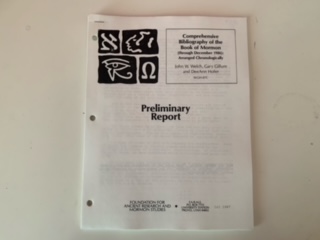 Comprehensive
Bibliography of the
Book of Mormon
(through December 1986)
Arranged Chronologically
John W. Welch, Gary Gillum,
and DeeAnn Hofer
Preliminary
Report
FOUNDATION FOR
ANCIENT RESEARCH AND
MORMON STUDIES